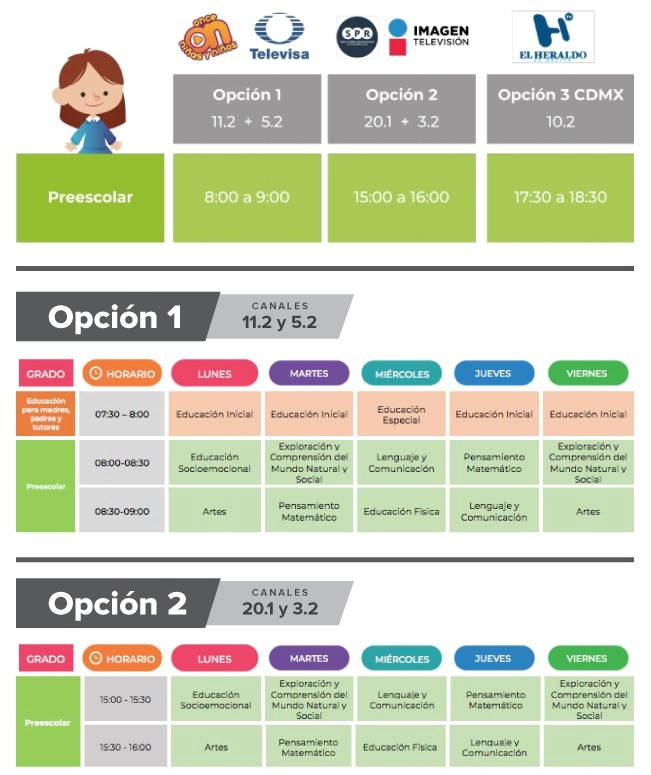 once
niñas y niños
Televisa
SPR
IMAGEN
TELEVISIÓN
EL HERALDO
DE MÉXICO
Opción 1
11.2 + 5.2
Opción 2
20.1 + 3.2
Opción 3 CDMX
10.2
Preescolar
8:00 a 9:00
15:00 a 16:00
17:30 a 18:30
Opción 1
CANALES
11.2 y 5.2
GRADO
HORARIO
LUNES
MARTES
MIÉRCOLES
JUEVES
VIERNES
Educación
para madres,
padres y
tutores
07:30 – 8:00
Educación Inicial
Educación Inicial
Educación
Especial
Educación Inicial
Educación Inicial
Preescolar
08:00-08:30
Educación
Socioemocional
Exploración y
Comprensión del
Mundo Natural y
Social
Lenguaje y
Comunicación
Pensamiento
Matemático
Exploración y
Comprensión del
Mundo Natural y
Social
08:30-09:00
Artes
Pensamiento
Matemático
Educación Física
Lenguaje y
Comunicación
Artes
Opción 2
CANALES
20.1 y 3.2
GRADO
HORARIO
LUNES
MARTES
MIÉRCOLES
JUEVES
VIERNES
Preescolar
15:00 - 15:30
Educación
Socioemocional
Exploración y
Comprensión del
Mundo Natural y
Social
Lenguaje y
Comunicación
Pensamiento
Matemático
Exploración y
Comprensión del
Mundo Natural y
Social
15:30 - 16:00
Artes
Pensamiento
Matemático
Educación Física
Lenguaje y
Comunicación
Artes